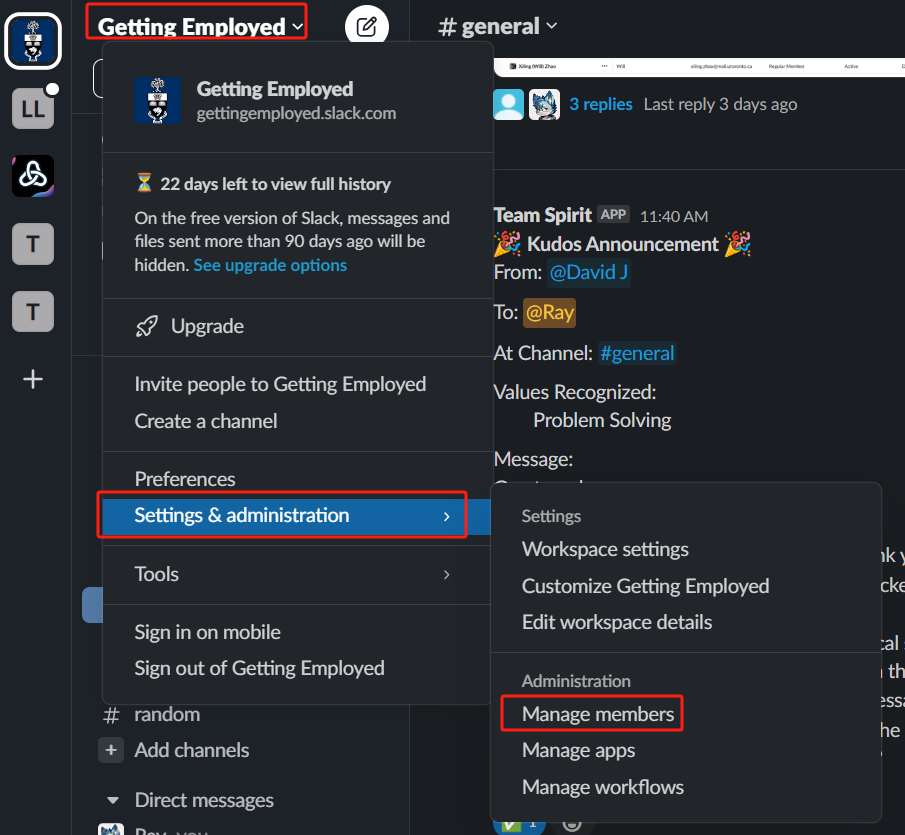 Getting Employed
# general
LL
T
T
+
Getting Employed
gettingemployed.slack.com
22 days left to view full history
On the free version of Slack, messages and
files sent more than 90 days ago will be
hidden. See upgrade options
Upgrade
Invite people to Getting Employed
Create a channel
Preferences
Settings & administration
Tools
Sign in on mobile
Sign out of Getting Employed
# random
+ Add channels
Direct messages
Settings
Workspace settings
Customize Getting Employed
Edit workspace details
Administration
Manage members
Manage apps
Manage workflows
Xiling (Will) Zhao ... Will xiling.zhao@mail.utoronto.ca Regular Member Active
3 replies Last reply 3 days ago
Team Spirit APP 11:40 AM
Kudos Announcement
From: @David J
To: @Ray
At Channel: #general
Values Recognized:
Problem Solving
Message:
1